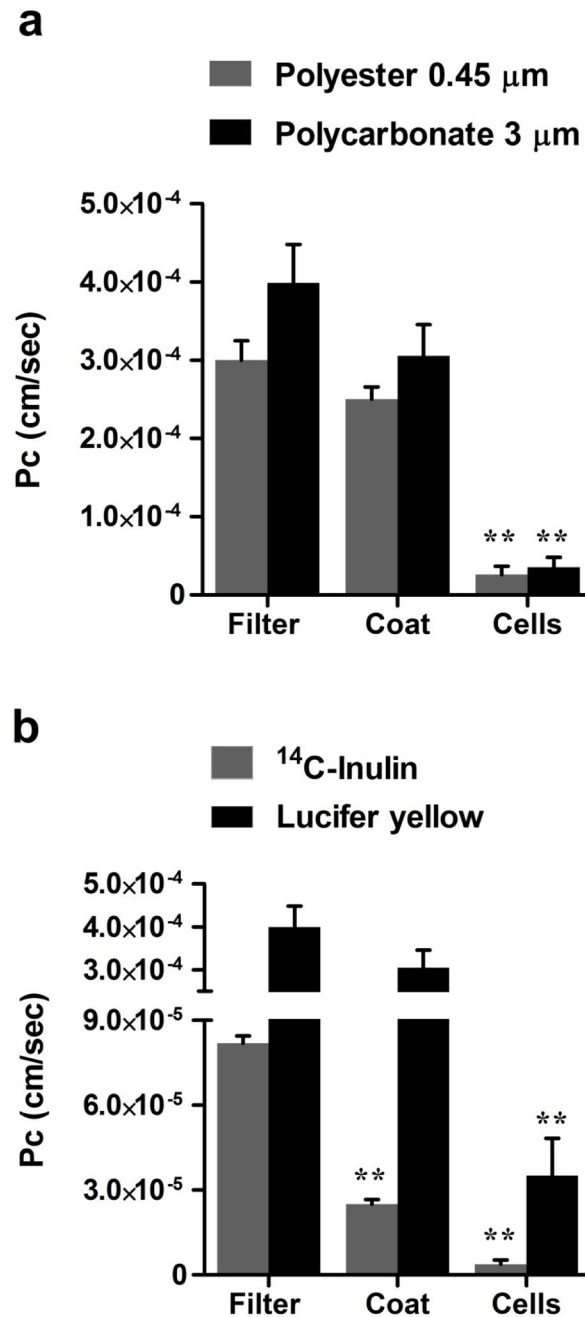 a
Polyester 0.45 μm
Polycarbonate 3 μm
5.0×10⁻⁴
4.0×10⁻⁴
3.0×10⁻⁴
2.0×10⁻⁴
1.0×10⁻⁴
0
Pc (cm/sec)
** **
Filter Coat Cells
b
¹⁴C-Inulin
Lucifer yellow
5.0×10⁻⁴
4.0×10⁻⁴
3.0×10⁻⁴
9.0×10⁻⁵
6.0×10⁻⁵
3.0×10⁻⁵
0
Pc (cm/sec)
**
**
**
Filter Coat Cells